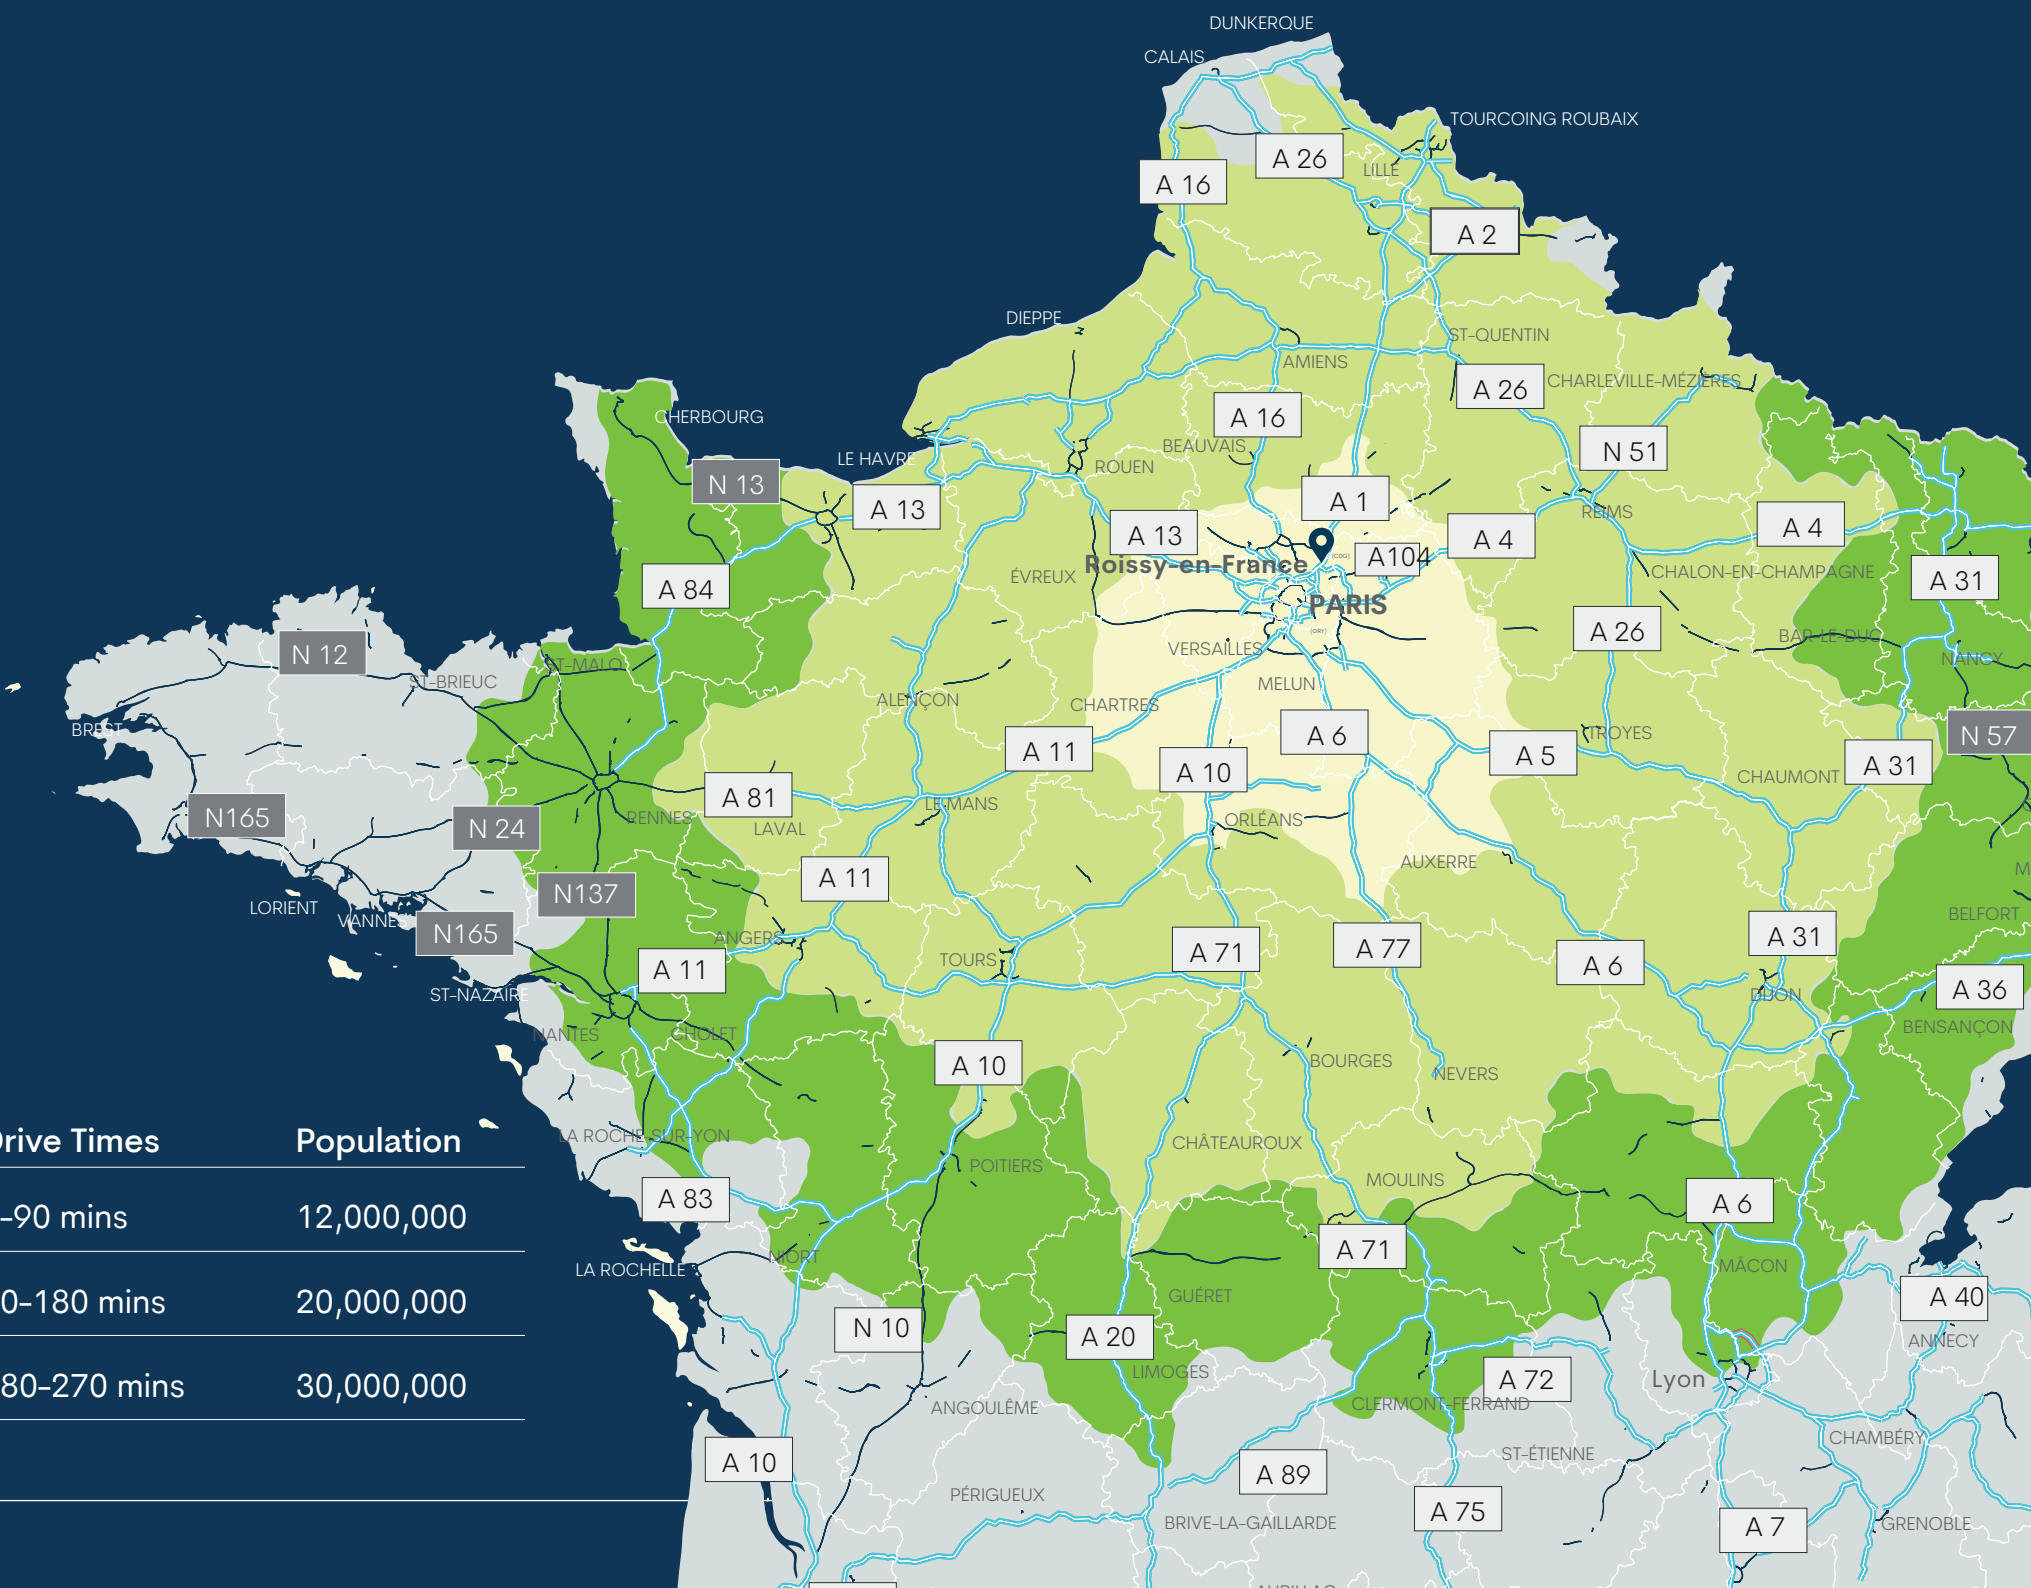 DUNKERQUE
CALAIS
TOURCOING ROUBAIX
A 26
LILLE
A 16
A 2
DIEPPE
ST-QUENTIN
AMIENS
A 26
CHARLEVILLE-MÉZIÈRES
CHERBOURG
A 16
BEAUVAIS
N 51
LE HAVRE
ROUEN
N 13
A 13
A 1
REIMS
A 13
A 4
A 4
Roissy-en-France
(CDG)
A104
ÉVREUX
CHALON-EN-CHAMPAGNE
A 31
A 84
PARIS
(ORY)
A 26
BAR-LE-DUC
N 12
ST-MALO
VERSAILLES
NANCY
ST-BRIEUC
MELUN
ALENÇON
CHARTRES
BREST
A 6
TROYES
N 57
A 11
A 5
A 10
CHAUMONT
A 31
A 81
LE MANS
N165
RENNES
LAVAL
ORLÉANS
N 24
AUXERRE
M
A 11
N137
LORIENT
VANNES
BELFORT
N165
ANGERS
A 71
A 77
A 31
TOURS
A 11
A 6
ST-NAZAIRE
DIJON
A 36
NANTES
CHOLET
BENSANÇON
A 10
BOURGES
NEVERS
LA ROCHE-SUR-YON
CHÂTEAUROUX
POITIERS
MOULINS
A 83
A 6
NIORT
A 71
LA ROCHELLE
MÂCON
GUÉRET
A 40
N 10
A 20
ANNECY
LIMOGES
A 72
Lyon
ANGOULÊME
CLERMONT-FERRAND
CHAMBÉRY
A 10
ST-ÉTIENNE
A 89
PÉRIGUEUX
A 75
BRIVE-LA-GAILLARDE
A 7
GRENOBLE
Drive Times Population
-90 mins 12,000,000
0-180 mins 20,000,000
80-270 mins 30,000,000